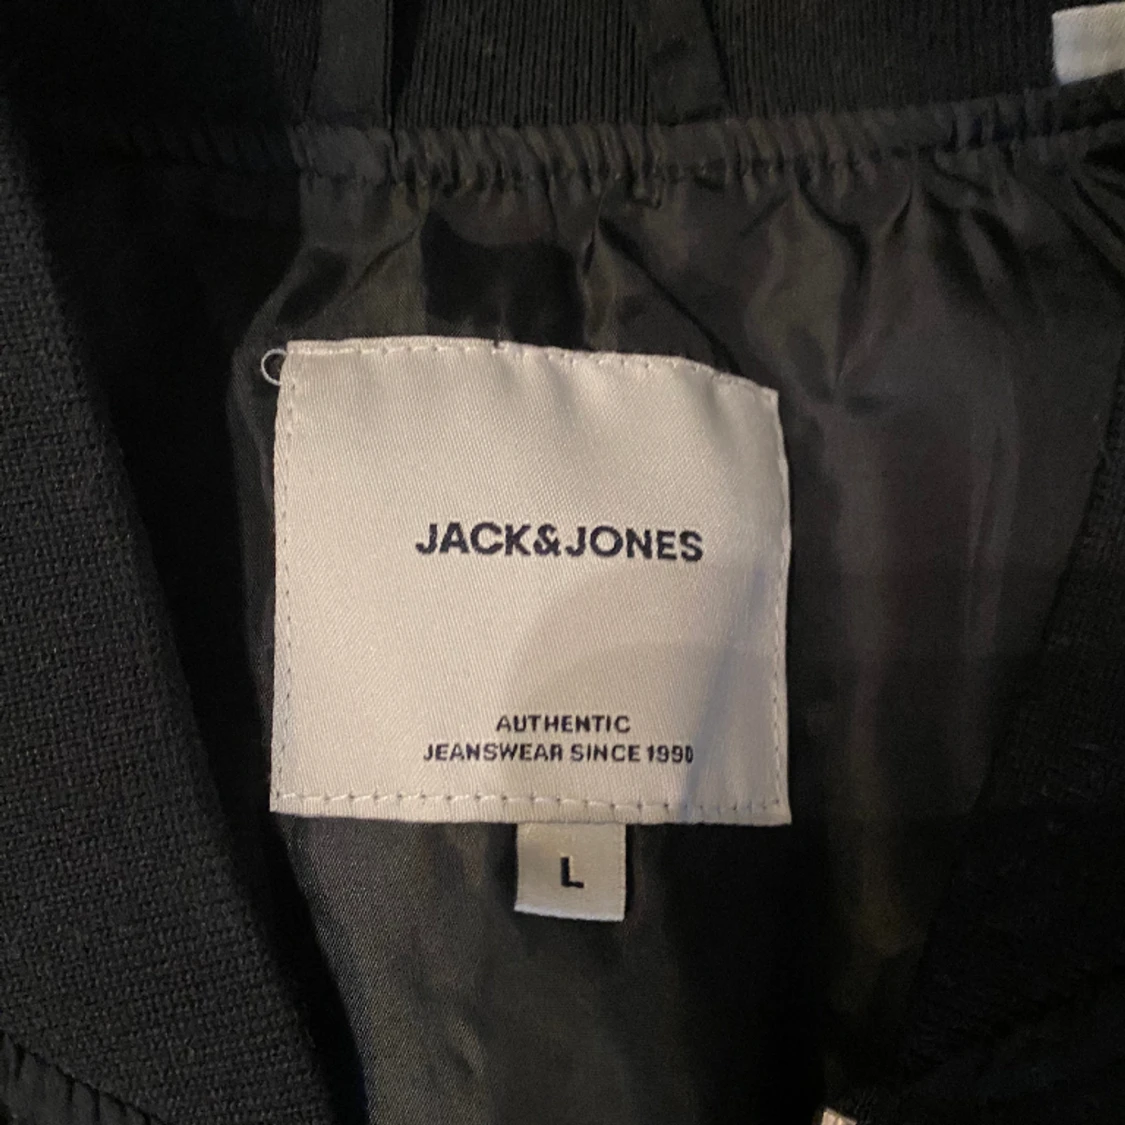 JACK&JONES
AUTHENTIC
JEANSWEAR SINCE 1990
L